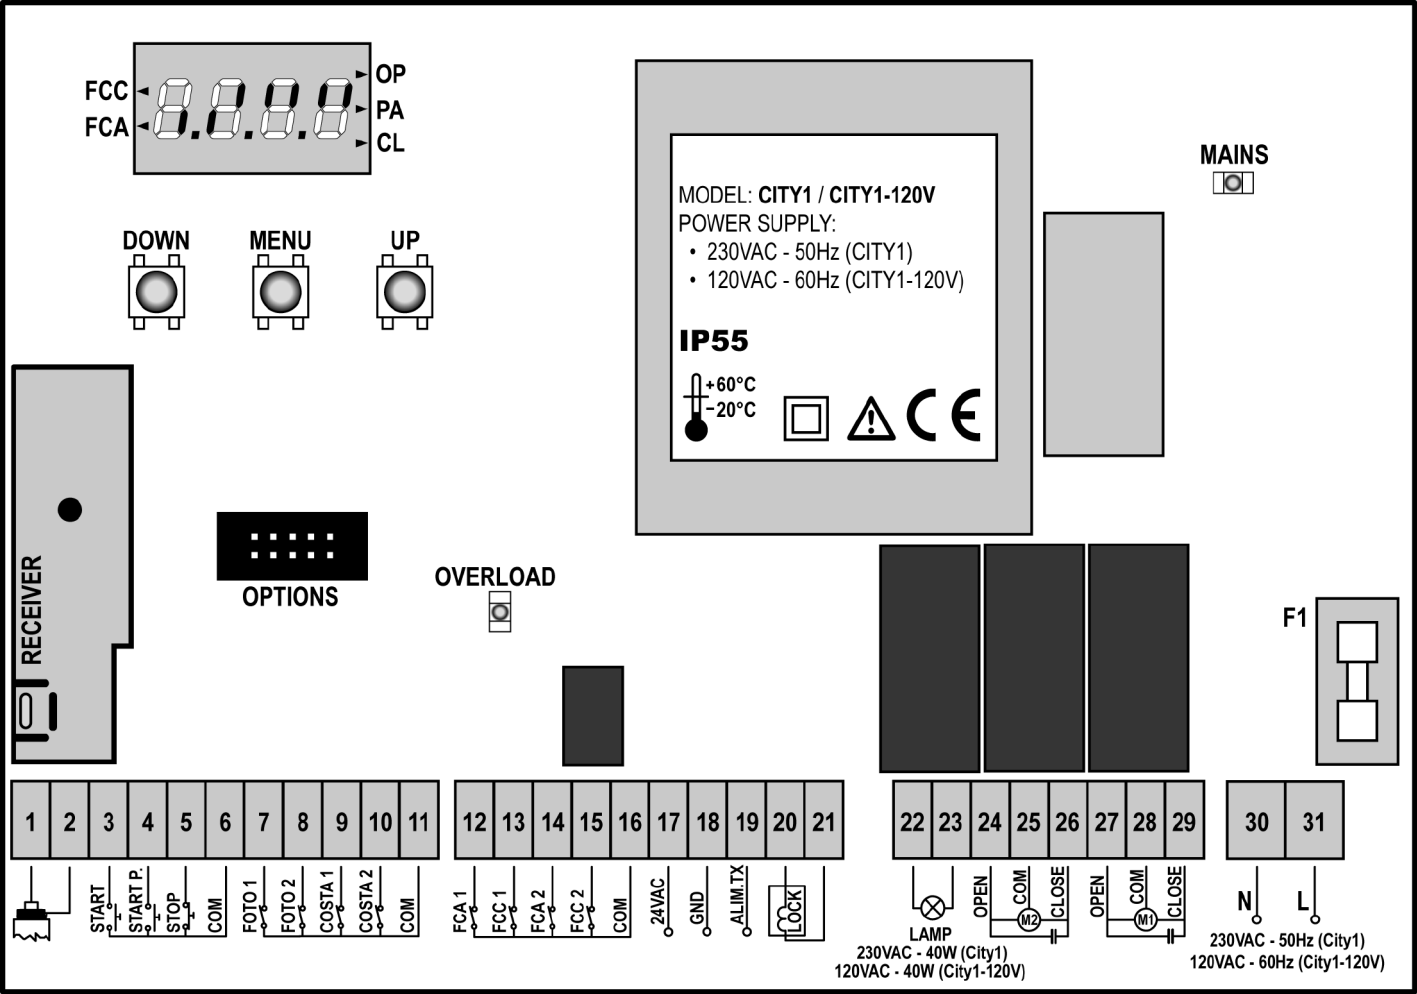 FCC
FCA
OP
PA
CL
MAINS
DOWN MENU UP
MODEL: CITY1 / CITY1-120V
POWER SUPPLY:
• 230VAC - 50Hz (CITY1)
• 120VAC - 60Hz (CITY1-120V)
IP55
+60°C
−20°C
CE
RECEIVER
OPTIONS
OVERLOAD
F1
1 2 3 4 5 6 7 8 9 10 11 12 13 14 15 16 17 18 19 20 21 22 23 24 25 26 27 28 29 30 31
START
START P.
STOP
COM
FOTO 1
FOTO 2
COSTA 1
COSTA 2
COM
FCA 1
FCC 1
FCA 2
FCC 2
COM
24VAC
GND
ALIM.TX
LOCK
LAMP
230VAC - 40W (City1)
120VAC - 40W (City1-120V)
OPEN
COM
CLOSE
M2
OPEN
COM
CLOSE
M1
N L
230VAC - 50Hz (City1)
120VAC - 60Hz (City1-120V)